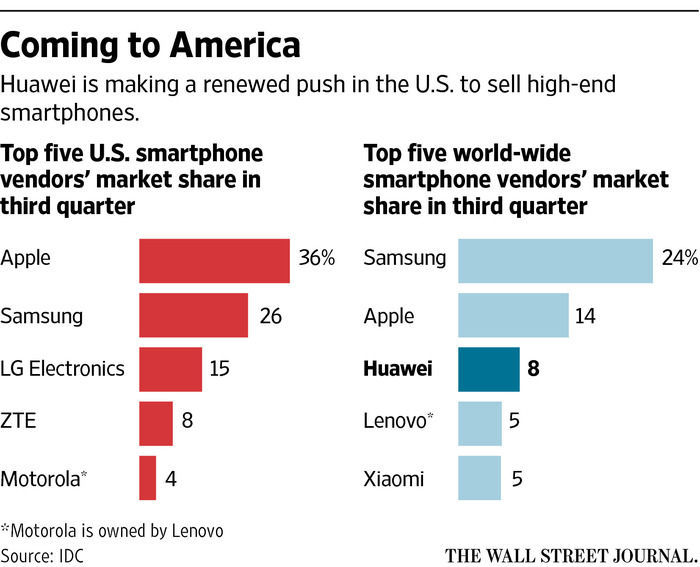 Coming to America
Huawei is making a renewed push in the U.S. to sell high-end
smartphones.
Top five U.S. smartphone
vendors’ market share in
third quarter
Apple 36%
Samsung 26
LG Electronics 15
ZTE 8
Motorola* 4
Top five world-wide
smartphone vendors’ market
share in third quarter
Samsung 24%
Apple 14
Huawei 8
Lenovo* 5
Xiaomi 5
*Motorola is owned by Lenovo
Source: IDC
THE WALL STREET JOURNAL.